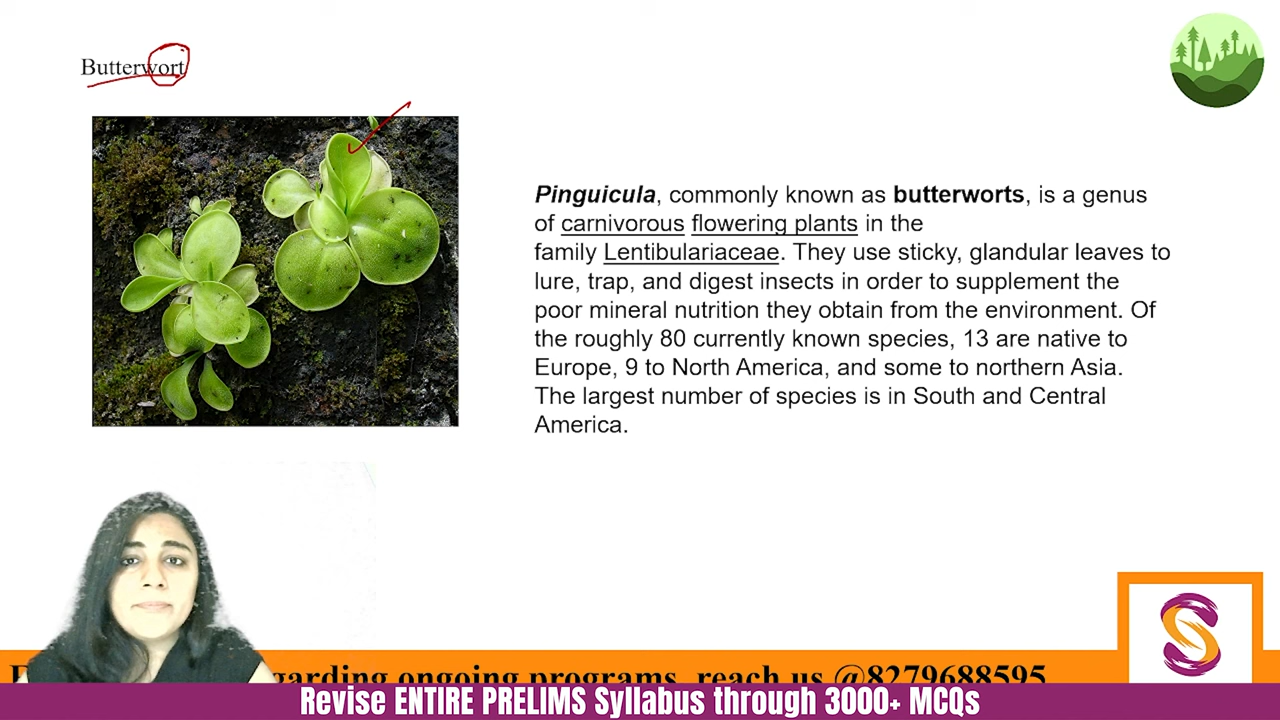 Butterwort
Pinguicula, commonly known as butterworts, is a genus
of carnivorous flowering plants in the
family Lentibulariaceae. They use sticky, glandular leaves to
lure, trap, and digest insects in order to supplement the
poor mineral nutrition they obtain from the environment. Of
the roughly 80 currently known species, 13 are native to
Europe, 9 to North America, and some to northern Asia.
The largest number of species is in South and Central
America.
ongoing programs, reach us @8279688595
Revise ENTIRE PRELIMS Syllabus through 3000+ MCQs